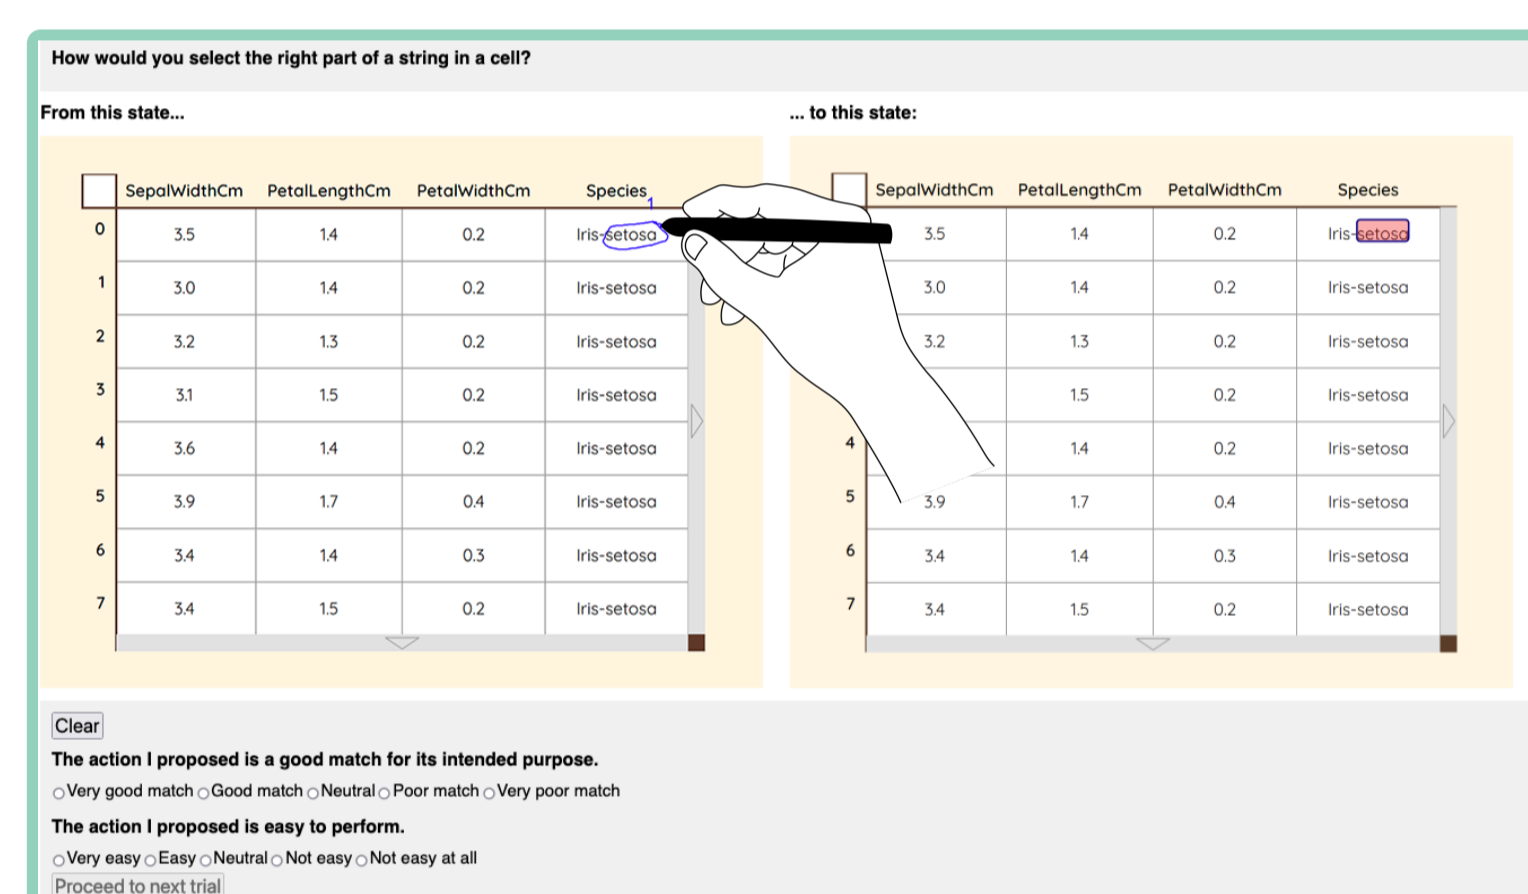 How would you select the right part of a string in a cell?
From this state...
... to this state:
SepalWidthCm PetalLengthCm PetalWidthCm Species
1
0 3.5 1.4 0.2 Iris-setosa
1 3.0 1.4 0.2 Iris-setosa
2 3.2 1.3 0.2 Iris-setosa
3 3.1 1.5 0.2 Iris-setosa
4 3.6 1.4 0.2 Iris-setosa
5 3.9 1.7 0.4 Iris-setosa
6 3.4 1.4 0.3 Iris-setosa
7 3.4 1.5 0.2 Iris-setosa
SepalWidthCm PetalLengthCm PetalWidthCm Species
3.5 1.4 0.2 Iris-setosa
3.0 1.4 0.2 Iris-setosa
3.2 1.3 0.2 Iris-setosa
1.5 0.2 Iris-setosa
4 1.4 0.2 Iris-setosa
5 3.9 1.7 0.4 Iris-setosa
6 3.4 1.4 0.3 Iris-setosa
7 3.4 1.5 0.2 Iris-setosa
Clear
The action I proposed is a good match for its intended purpose.
Very good match Good match Neutral Poor match Very poor match
The action I proposed is easy to perform.
Very easy Easy Neutral Not easy Not easy at all
Proceed to next trial